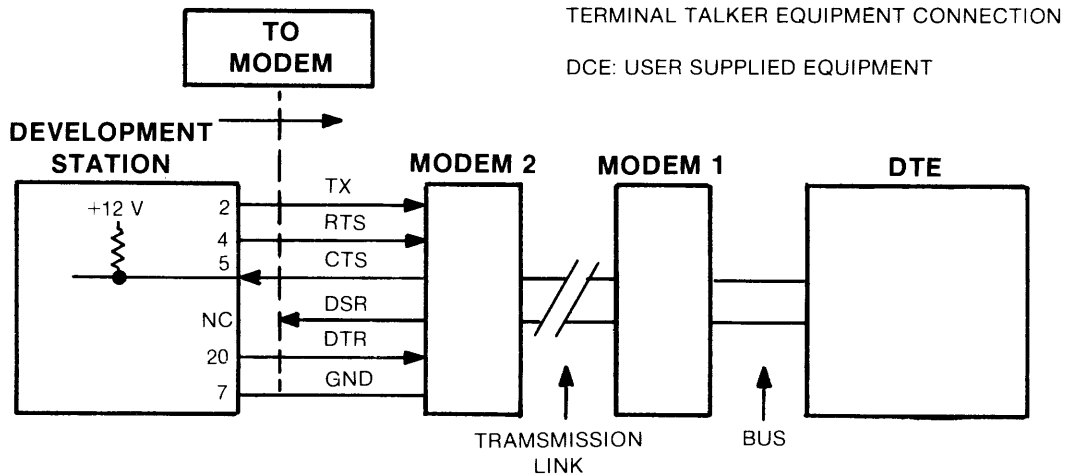 TERMINAL TALKER EQUIPMENT CONNECTION
DCE: USER SUPPLIED EQUIPMENT
TO
MODEM
DEVELOPMENT
STATION
MODEM 2
MODEM 1
DTE
+12 V
2
TX
4
RTS
5
CTS
NC
DSR
20
DTR
7
GND
TRAMSMISSION
LINK
BUS